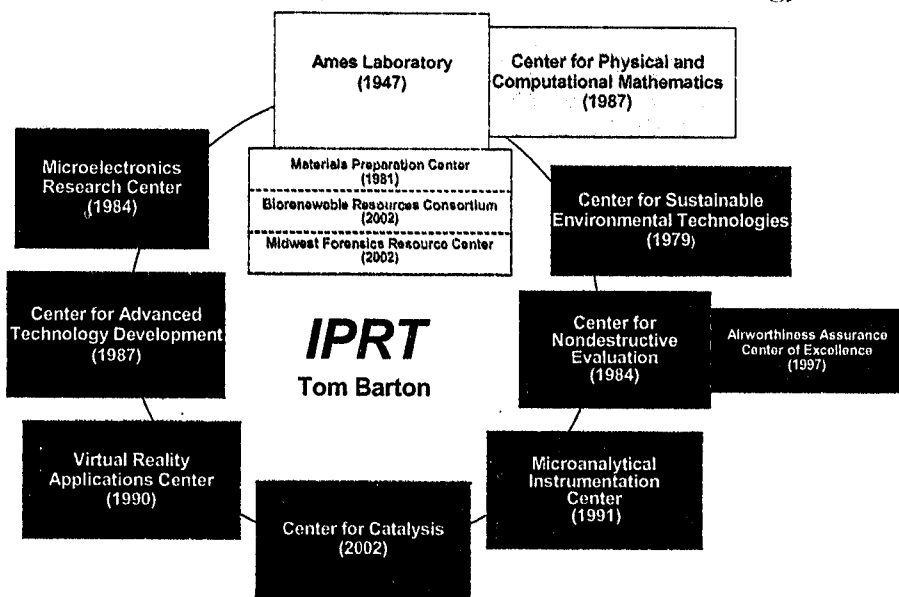 Ames Laboratory
(1947)
Center for Physical and
Computational Mathematics
(1987)
Materials Preparation Center
(1981)
Biorenewable Resources Consortium
(2002)
Midwest Forensics Resource Center
(2002)
Microelectronics
Research Center
(1984)
Center for Sustainable
Environmental Technologies
(1979)
Center for Advanced
Technology Development
(1987)
IPRT
Tom Barton
Center for
Nondestructive
Evaluation
(1984)
Airworthiness Assurance
Center of Excellence
(1997)
Virtual Reality
Applications Center
(1990)
Microanalytical
Instrumentation
Center
(1991)
Center for Catalysis
(2002)